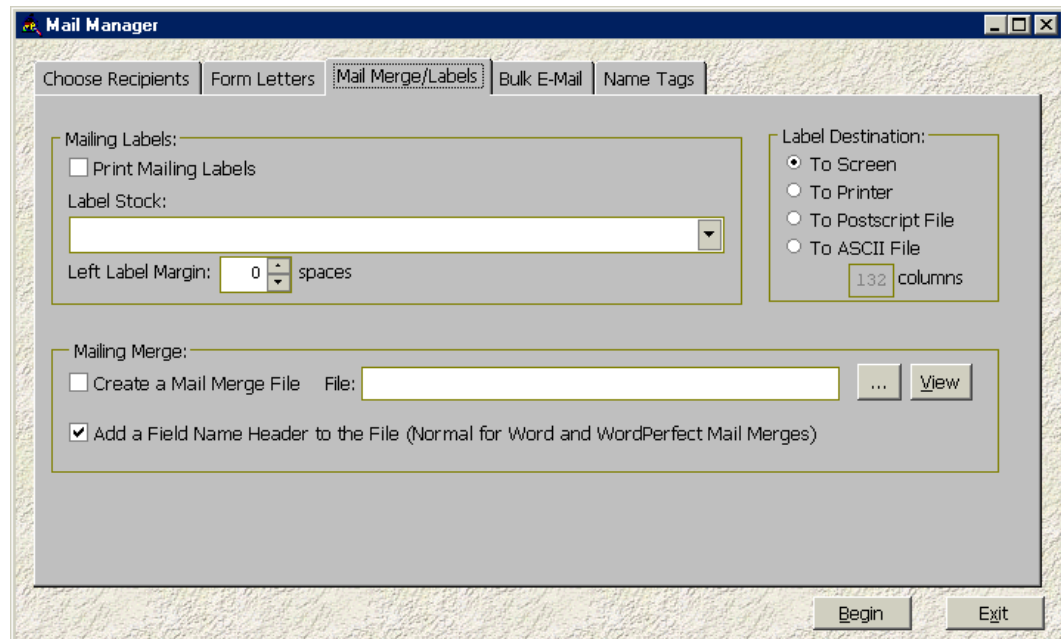 Mail Manager
Choose Recipients Form Letters Mail Merge/Labels Bulk E-Mail Name Tags
Mailing Labels:
Print Mailing Labels
Label Stock:
Left Label Margin: 0 spaces
Label Destination:
To Screen
To Printer
To Postscript File
To ASCII File
132 columns
Mailing Merge:
Create a Mail Merge File File: ... View
Add a Field Name Header to the File (Normal for Word and WordPerfect Mail Merges)
Begin Exit